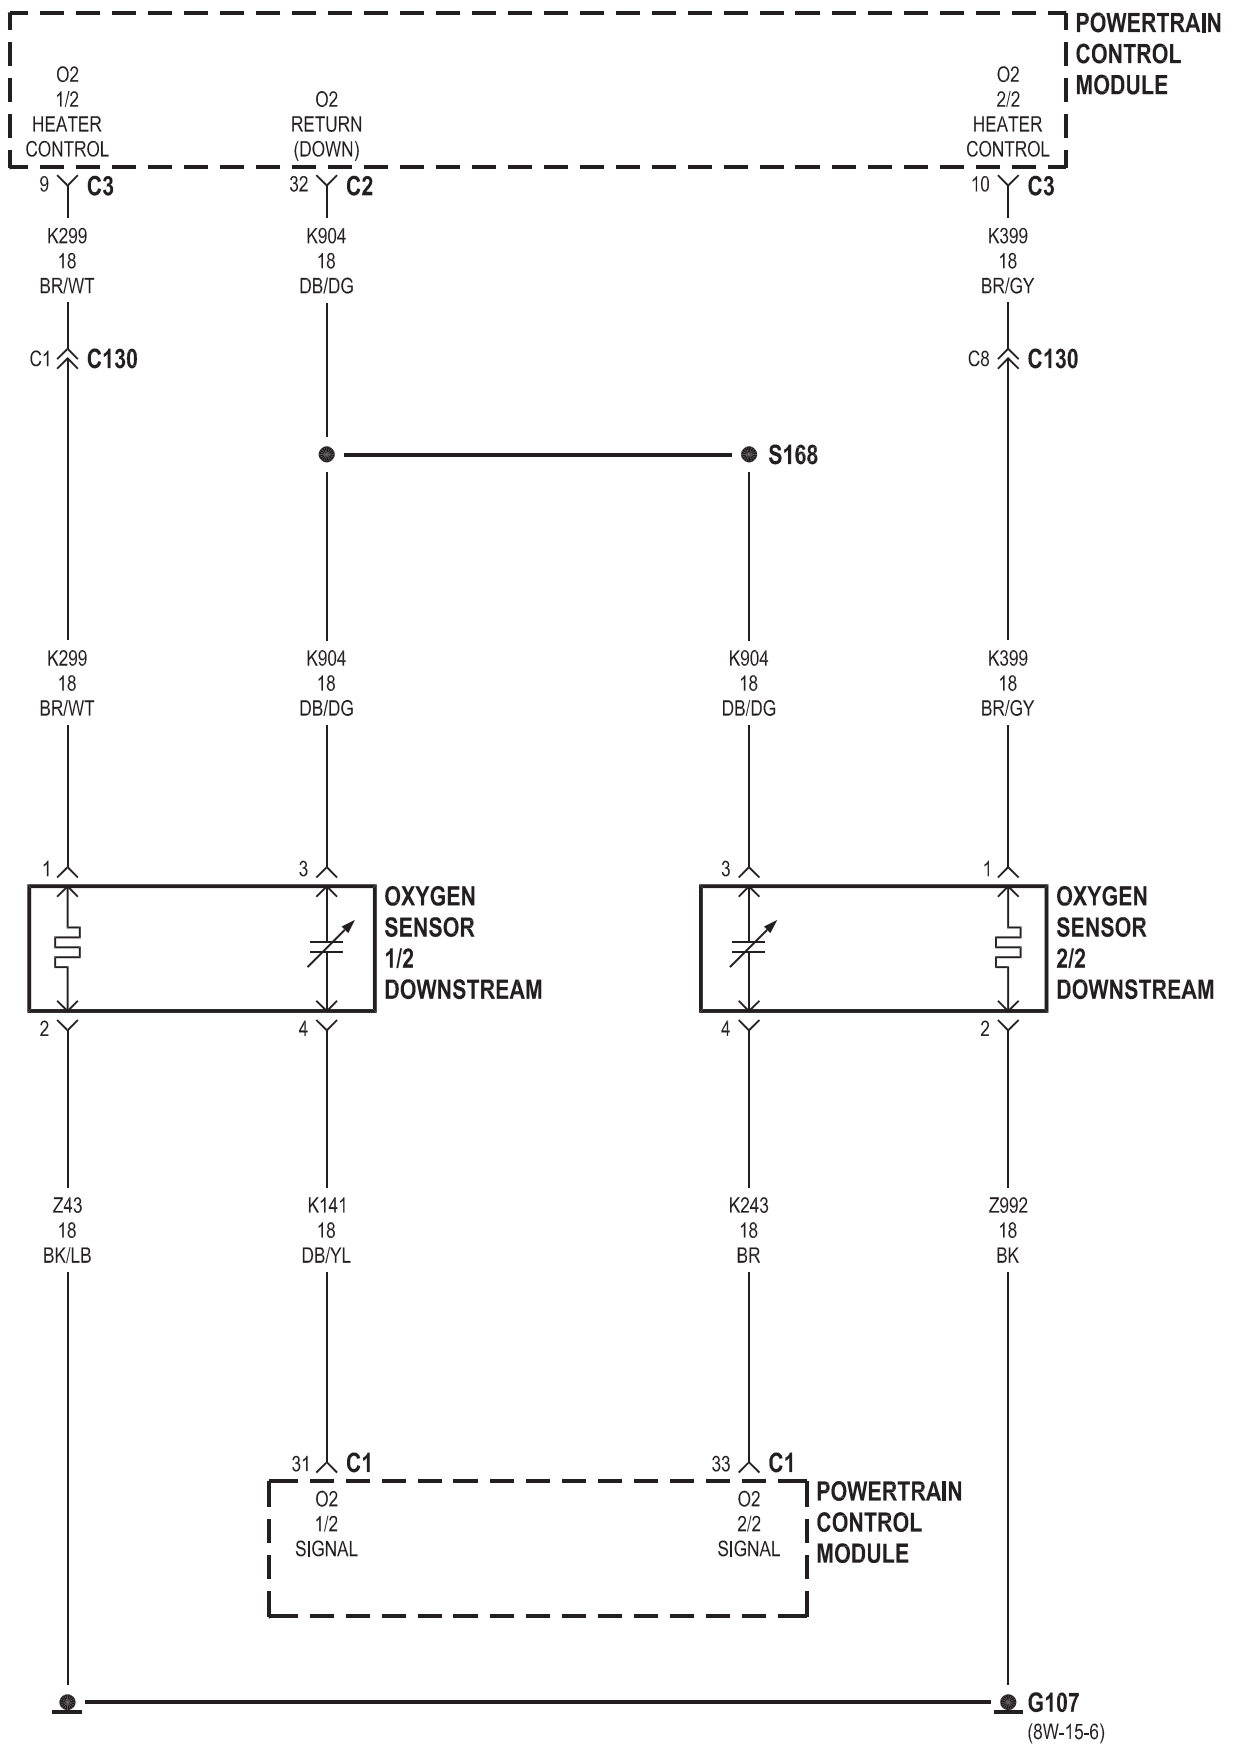 POWERTRAIN
CONTROL
MODULE
O2
1/2
HEATER
CONTROL
O2
RETURN
(DOWN)
O2
2/2
HEATER
CONTROL
9 C3
32 C2
10 C3
K299
18
BR/WT
K904
18
DB/DG
K399
18
BR/GY
C1 C130
C8 C130
S168
K299
18
BR/WT
K904
18
DB/DG
K904
18
DB/DG
K399
18
BR/GY
1
3
3
1
OXYGEN
SENSOR
1/2
DOWNSTREAM
OXYGEN
SENSOR
2/2
DOWNSTREAM
2
4
4
2
Z43
18
BK/LB
K141
18
DB/YL
K243
18
BR
Z992
18
BK
31 C1
33 C1
O2
1/2
SIGNAL
O2
2/2
SIGNAL
POWERTRAIN
CONTROL
MODULE
G107
(8W-15-6)